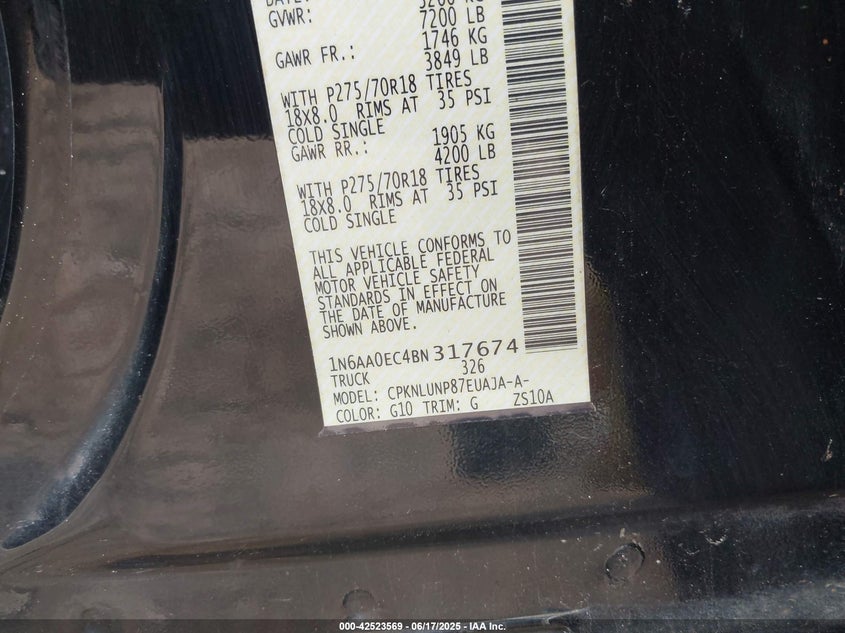 GVWR: 7200 LB
1746 KG
GAWR FR.: 3849 LB
WITH P275/70R18 TIRES
18X8.0 RIMS AT 35 PSI
COLD SINGLE
1905 KG
GAWR RR.: 4200 LB
WITH P275/70R18 TIRES
18X8.0 RIMS AT 35 PSI
COLD SINGLE
THIS VEHICLE CONFORMS TO
ALL APPLICABLE FEDERAL
MOTOR VEHICLE SAFETY
STANDARDS IN EFFECT ON
THE DATE OF MANUFACTURE
SHOWN ABOVE.
1N6AA0EC4BN317674
TRUCK 326
MODEL: CPKNLUNP87EUAJA-A-
COLOR: G10 TRIM: G ZS10A
000-42523569 | 06/17/2025 - IAA Inc.